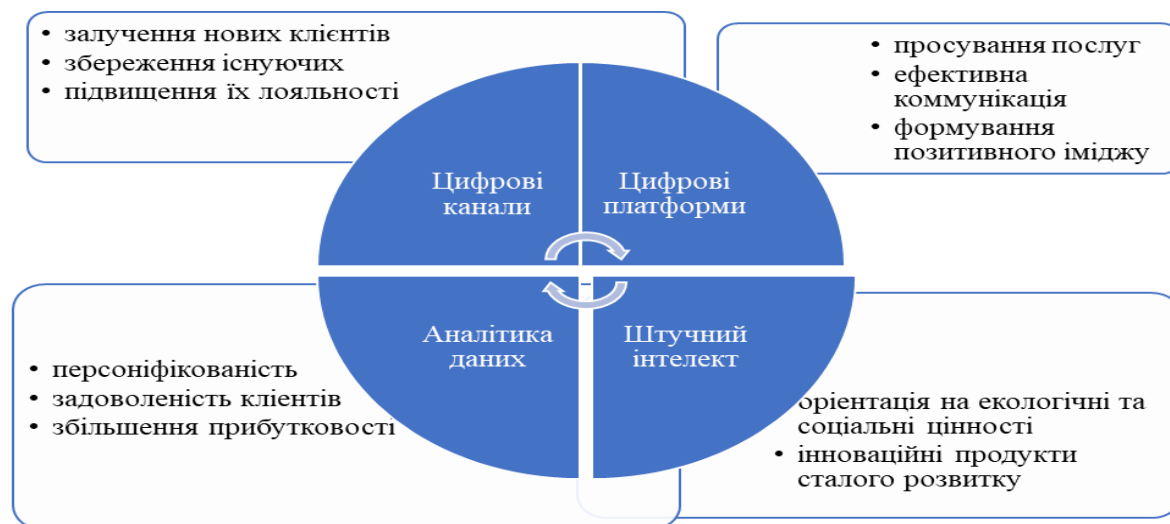 • залучення нових клієнтів
• збереження існуючих
• підвищення їх лояльності
• просування послуг
• ефективна
коммунікація
• формування
позитивного іміджу
Цифрові
канали
Цифрові
платформи
Аналітика
даних
Штучний
інтелект
• персоніфікованість
• задоволеність клієнтів
• збільшення прибутковості
оріентація на екологічні та
соціальні цінності
• інноваційні продукти
сталого розвитку